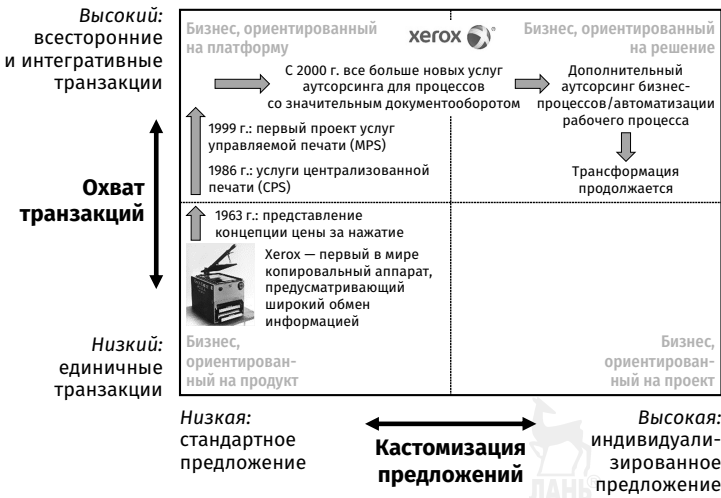 Высокий:
всесторонние
и интегративные
транзакции
Охват
транзакций
Низкий:
единичные
транзакции
Бизнес, ориентированный
на платформу
xerox
Бизнес, ориентированный
на решение
С 2000 г. все больше новых услуг
аутсорсинга для процессов
со значительным документооборотом
Дополнительный
аутсорсинг бизнес-
процессов/автоматизации
рабочего процесса
1999 г.: первый проект услуг
управляемой печати (MPS)
1986 г.: услуги централизованной
печати (CPS)
Трансформация
продолжается
1963 г.: представление
концепции цены за нажатие
Xerox — первый в мире
копировальный аппарат,
предусматривающий
широкий обмен
информацией
Бизнес,
ориентирован-
ный на продукт
Бизнес,
ориентирован-
ный на проект
Низкая:
стандартное
предложение
Кастомизация
предложений
Высокая:
индивидуали-
зированное
предложение
ЛАНЬ®